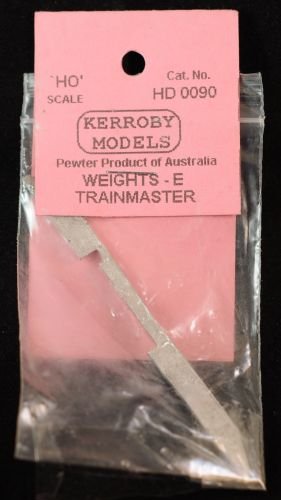 'HO' Cat. No.
SCALE HD 0090
KERROBY
MODELS
Pewter Product of Australia
WEIGHTS - E
TRAINMASTER